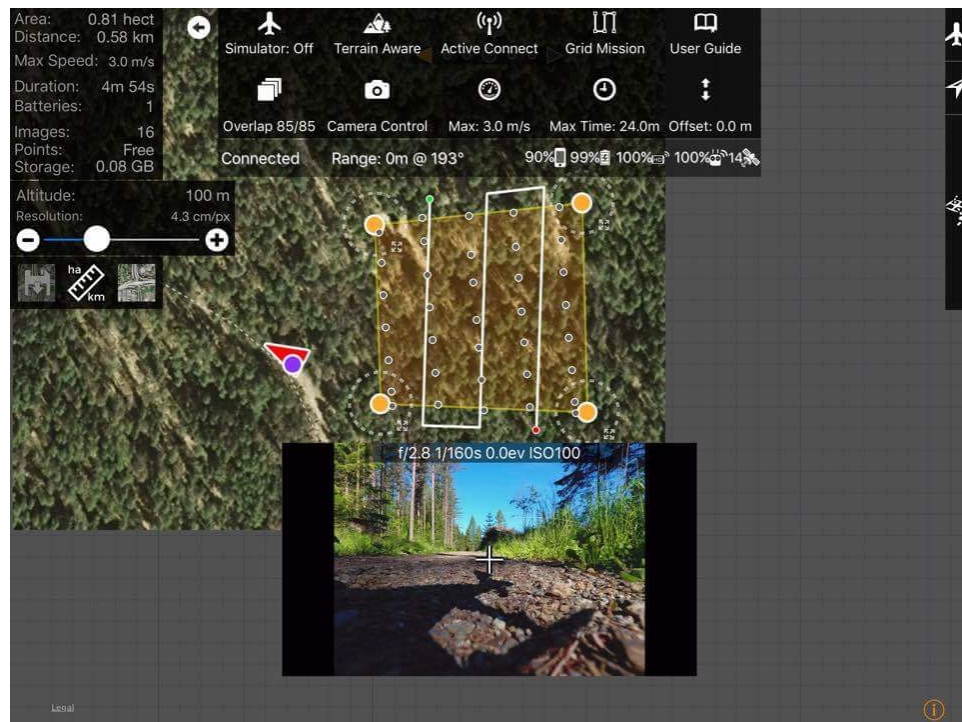 Area: 0.81 hect
Distance: 0.58 km
Max Speed: 3.0 m/s
Duration: 4m 54s
Batteries: 1
Images: 16
Points: Free
Storage: 0.08 GB
Simulator: Off
Terrain Aware
Active Connect
Grid Mission
User Guide
Overlap 85/85
Camera Control
Max: 3.0 m/s
Max Time: 24.0m
Offset: 0.0 m
Connected
Range: 0m @ 193°
90% 99% 100% 100% 14
Altitude: 100 m
Resolution: 4.3 cm/px
ha
km
f/2.8 1/160s 0.0ev ISO100
Legal